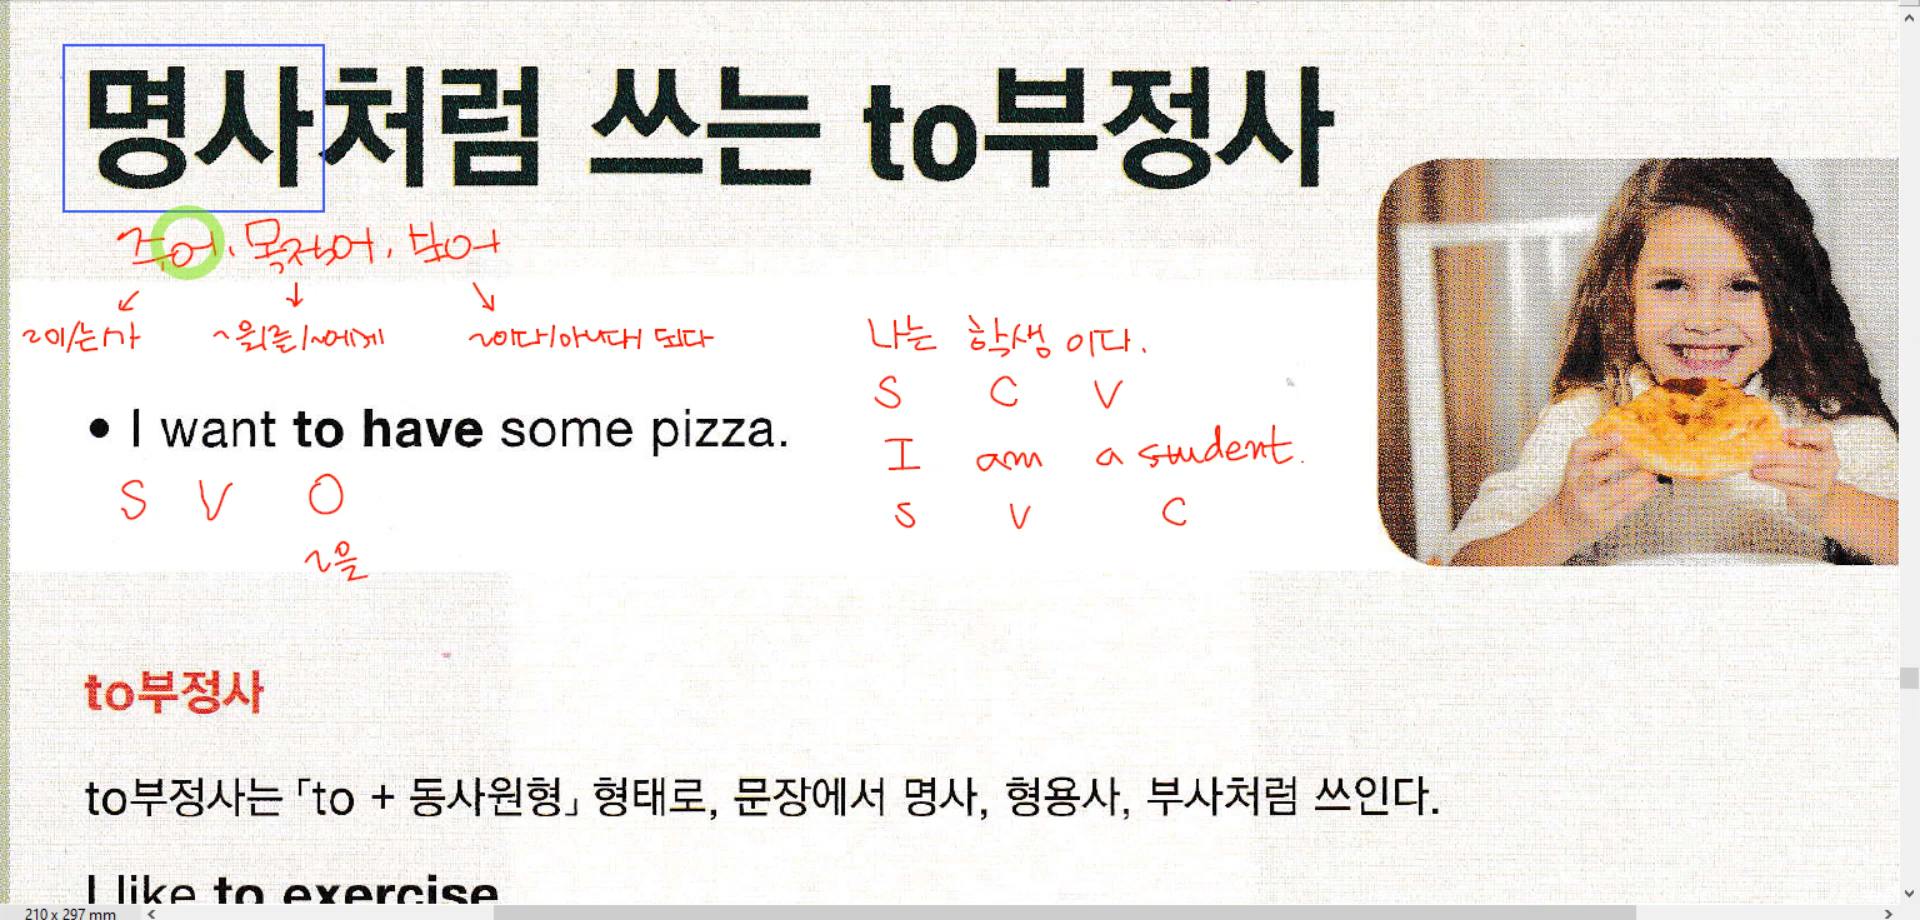 명사처럼 쓰는 to부정사
주어, 목적어, 보어
~이/는/가 ~을/를/~에게 ~이다/아니다/되다
나는 학생이다.
S C V
• I want to have some pizza.
I am a student.
S V O
S V C
~을
to부정사
to부정사는 「to + 동사원형」 형태로, 문장에서 명사, 형용사, 부사처럼 쓰인다.
I like to exercise
210 x 297 mm